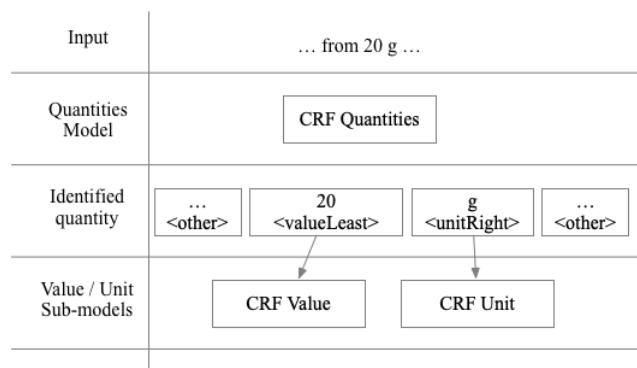 Input
… from 20 g …
Quantities
Model
CRF Quantities
Identified
quantity
…
<other>
20
<valueLeast>
g
<unitRight>
…
<other>
Value / Unit
Sub-models
CRF Value
CRF Unit